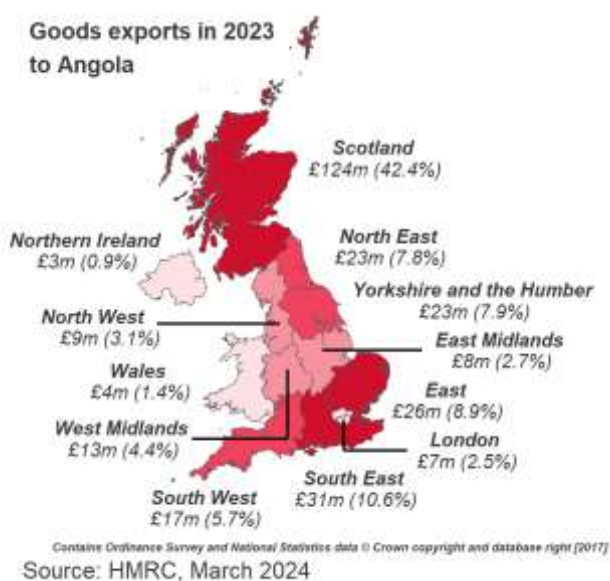 Goods exports in 2023
to Angola
Scotland
£124m (42.4%)
Northern Ireland
£3m (0.9%)
North East
£23m (7.8%)
Yorkshire and the Humber
£23m (7.9%)
North West
£9m (3.1%)
East Midlands
£8m (2.7%)
Wales
£4m (1.4%)
East
£26m (8.9%)
West Midlands
£13m (4.4%)
London
£7m (2.5%)
South East
£31m (10.6%)
South West
£17m (5.7%)
Contains Ordinance Survey and National Statistics data © Crown copyright and database right [2017]
Source: HMRC, March 2024